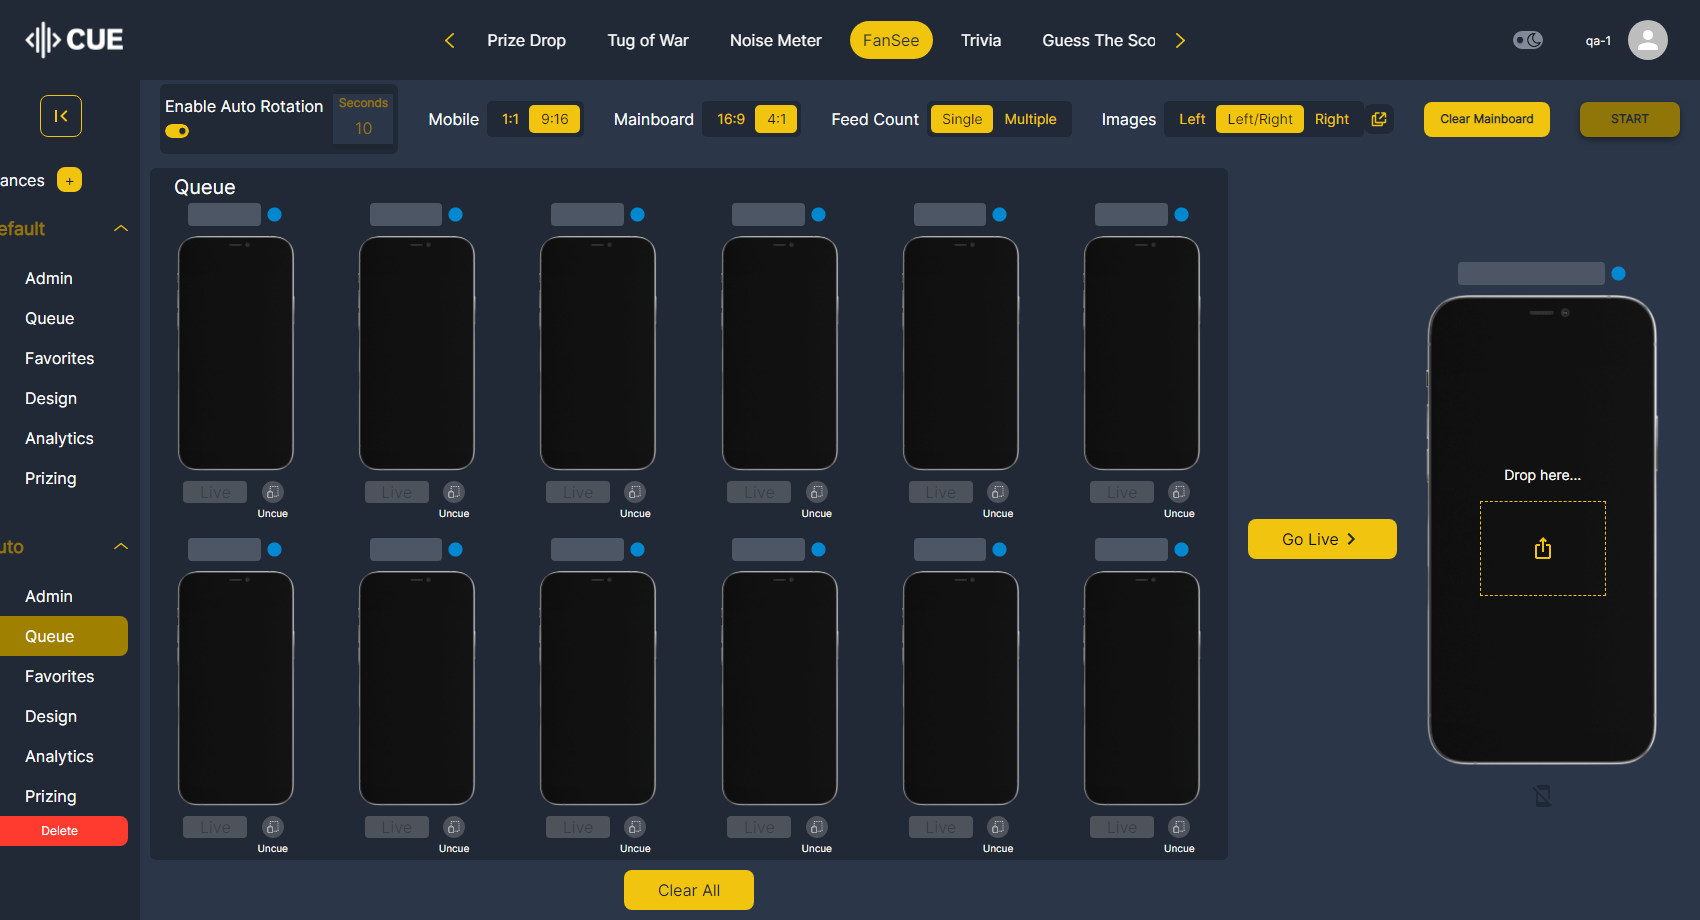 CUE
Prize Drop
Tug of War
Noise Meter
FanSee
Trivia
Guess The Sco
qa-1
Enable Auto Rotation
Seconds
10
Mobile
1:1
9:16
Mainboard
16:9
4:1
Feed Count
Single
Multiple
Images
Left
Left/Right
Right
Clear Mainboard
START
ances
+
efault
Admin
Queue
Favorites
Design
Analytics
Prizing
uto
Admin
Queue
Favorites
Design
Analytics
Prizing
Delete
Queue
Live
Uncue
Live
Uncue
Live
Uncue
Live
Uncue
Live
Uncue
Live
Uncue
Live
Uncue
Live
Uncue
Live
Uncue
Live
Uncue
Live
Uncue
Live
Uncue
Clear All
Go Live
Drop here...